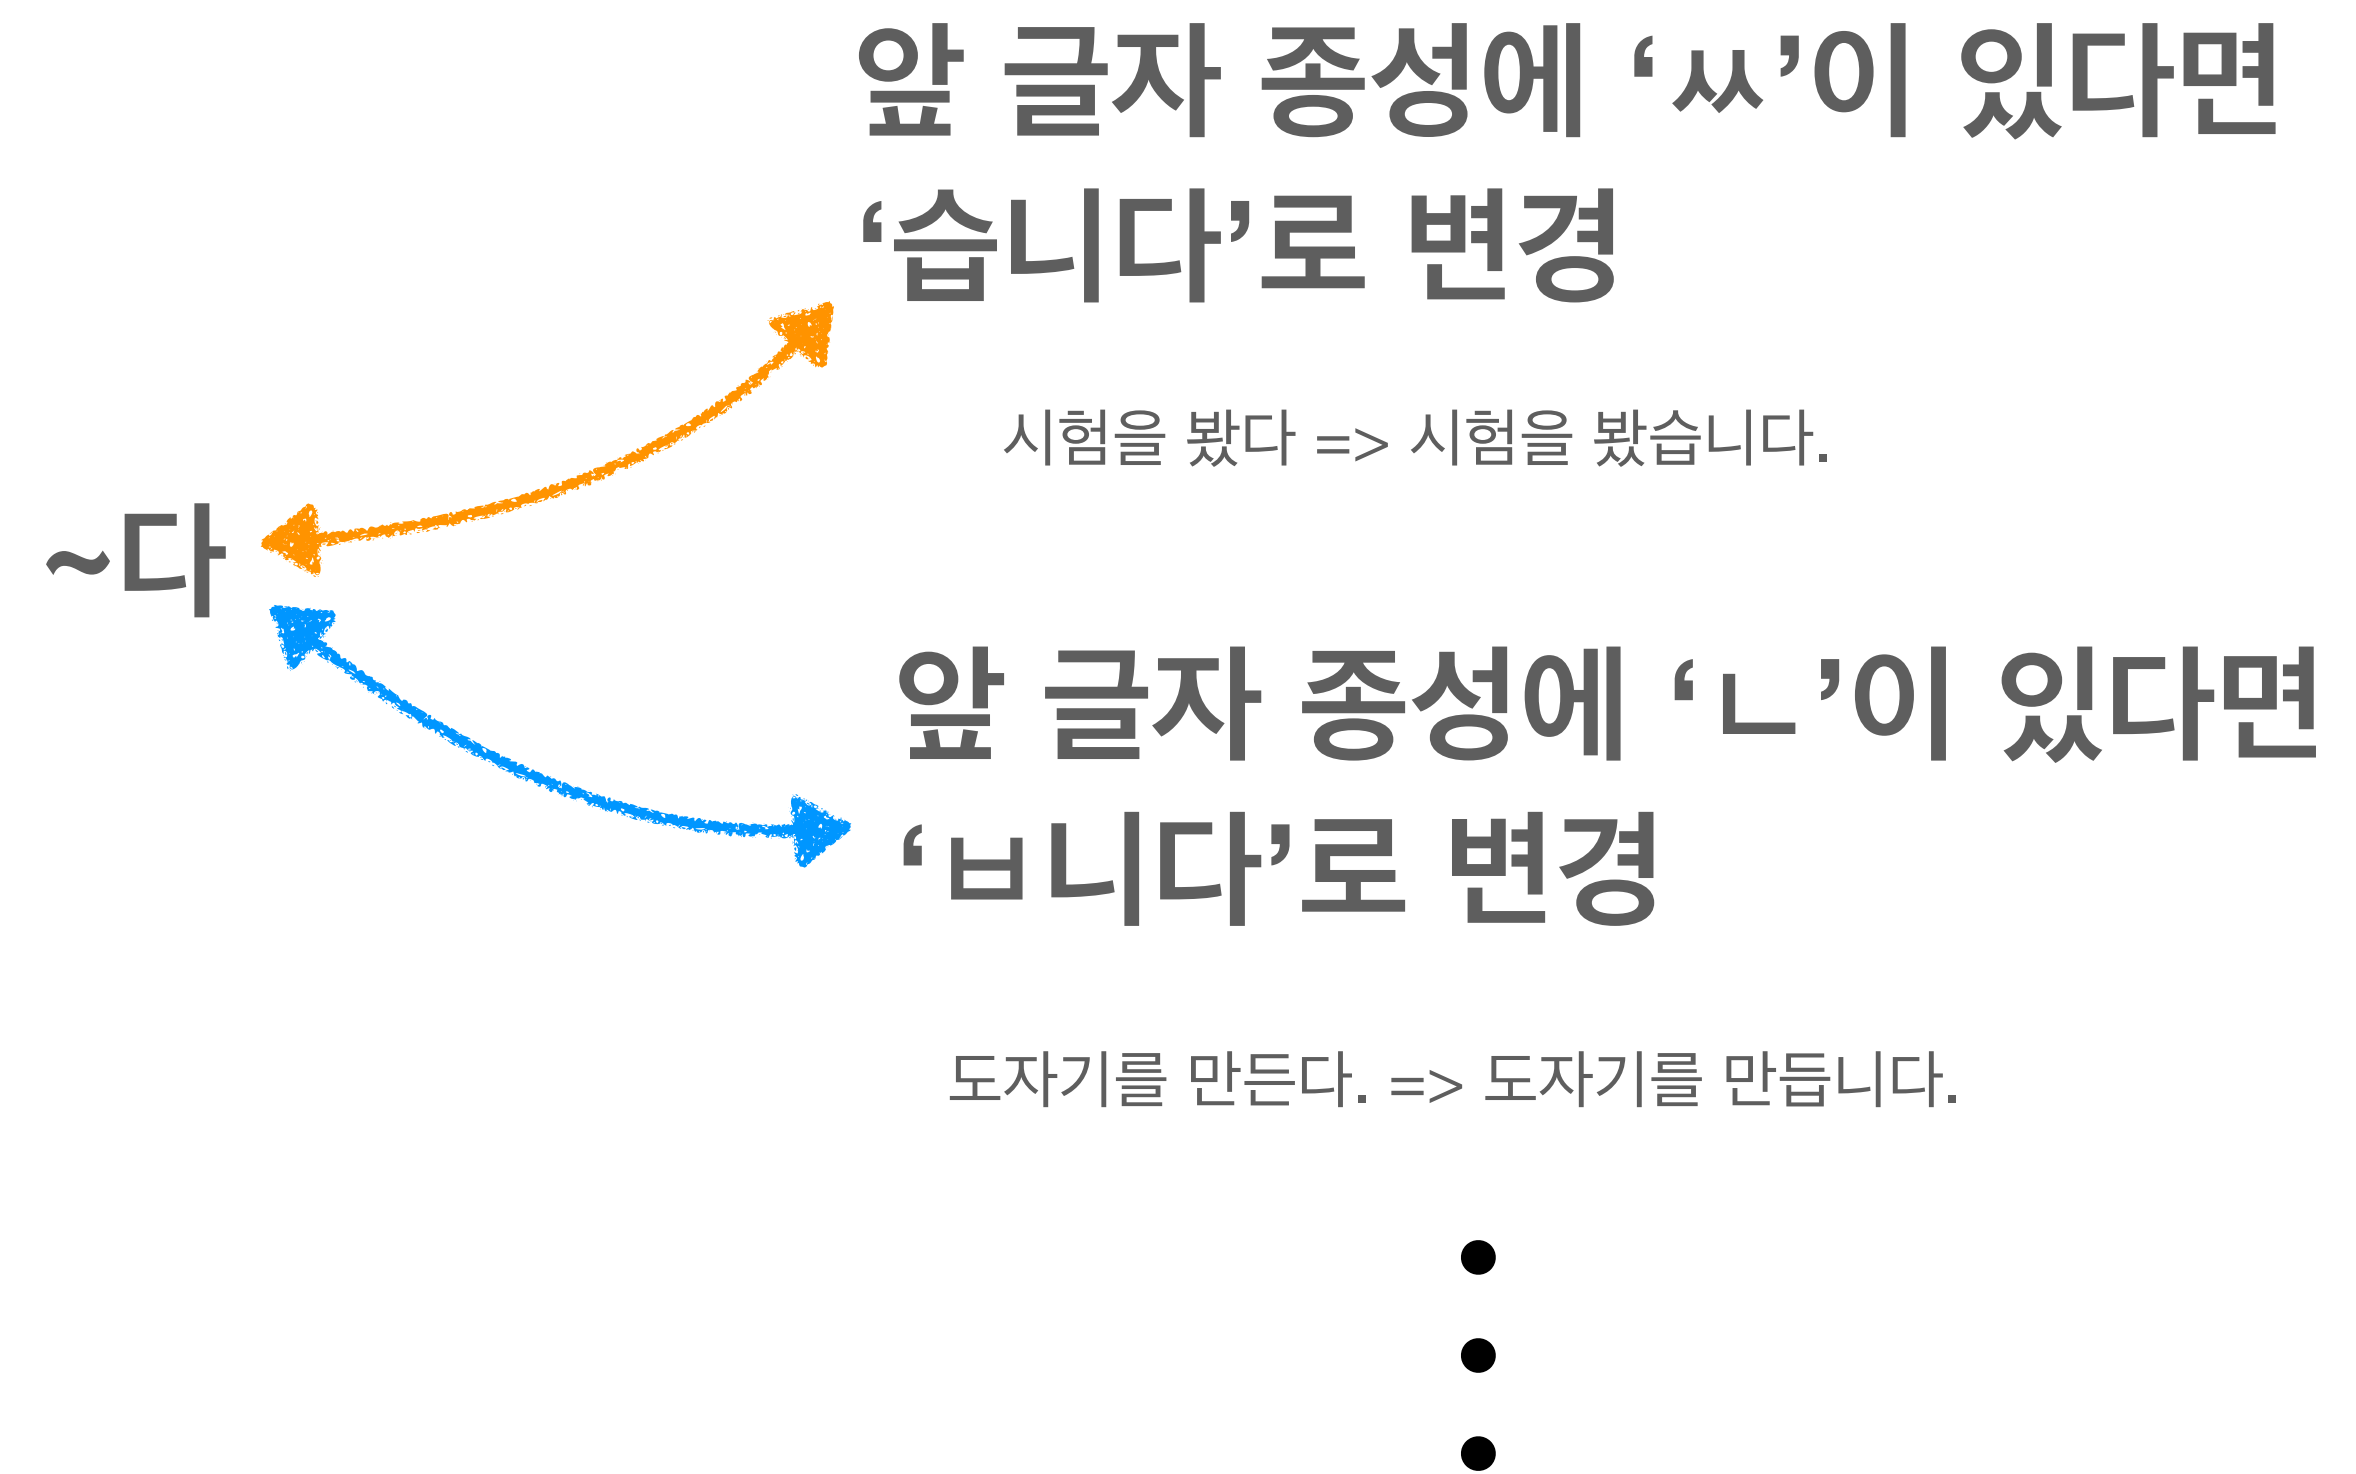 앞 글자 종성에 ‘ㅆ’이 있다면
‘습니다’로 변경
시험을 봤다 => 시험을 봤습니다.
~다
앞 글자 종성에 ‘ㄴ’이 있다면
‘ㅂ니다’로 변경
도자기를 만든다. => 도자기를 만듭니다.